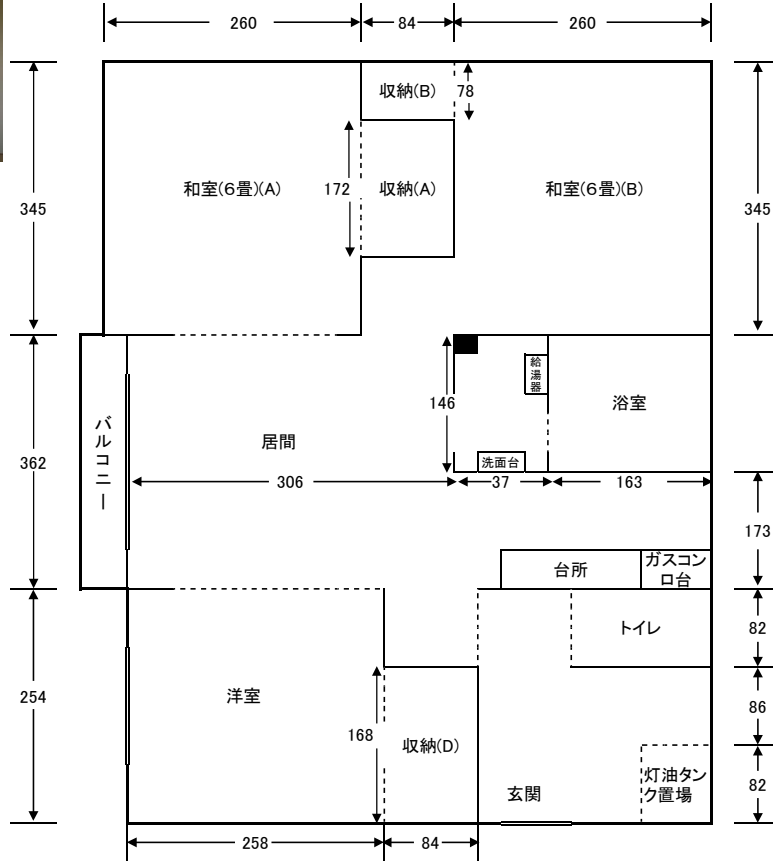 260
84
260
収納(B)
78
345
和室(6畳)(A)
172
収納(A)
和室(6畳)(B)
345
バルコニー
362
居間
146
給湯器
浴室
洗面台
306
37
163
173
台所
ガスコン
ロ台
トイレ
82
254
洋室
168
収納(D)
86
玄関
灯油タン
ク置場
82
258
84